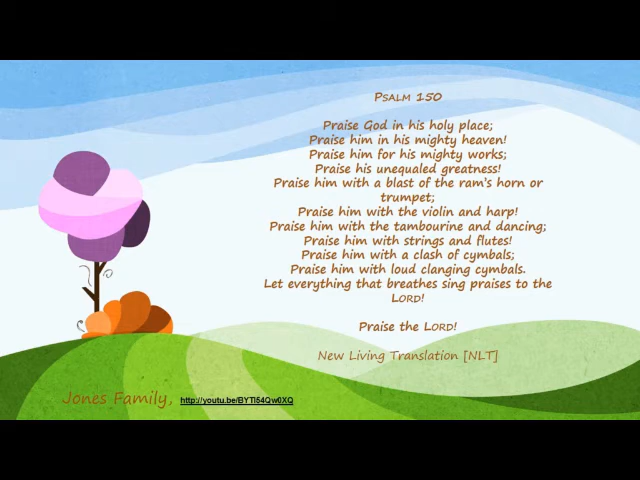 PSALM 150
Praise God in his holy place;
Praise him in his mighty heaven!
Praise him for his mighty works;
Praise his unequaled greatness!
Praise him with a blast of the ram's horn or
trumpet;
Praise him with the violin and harp!
Praise him with the tambourine and dancing;
Praise him with strings and flutes!
Praise him with a clash of cymbals;
Praise him with loud clanging cymbals.
Let everything that breathes sing praises to the
LORD!
Praise the LORD!
New Living Translation [NLT]
Jones Family, http://youtu.be/BYTl54Qw0XQ